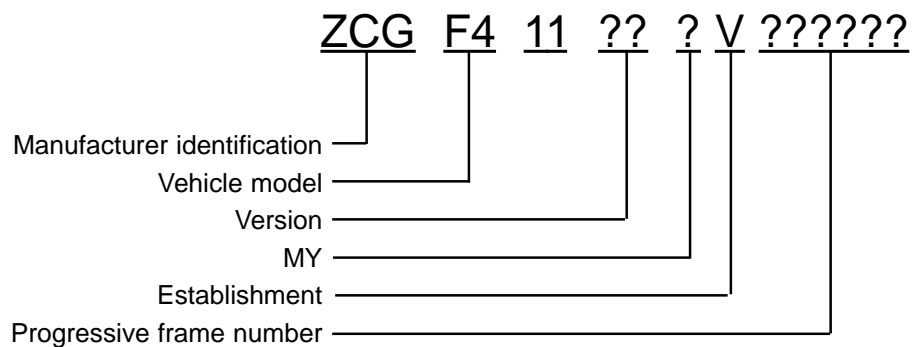 ZCG F4 11 ?? ? V ??????
Manufacturer identification
Vehicle model
Version
MY
Establishment
Progressive frame number